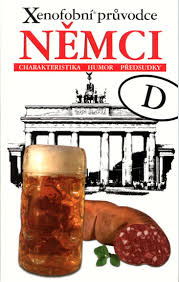 Xenofobní průvodce
NĚMCI
CHARAKTERISTIKA HUMOR PŘEDSUDKY
D